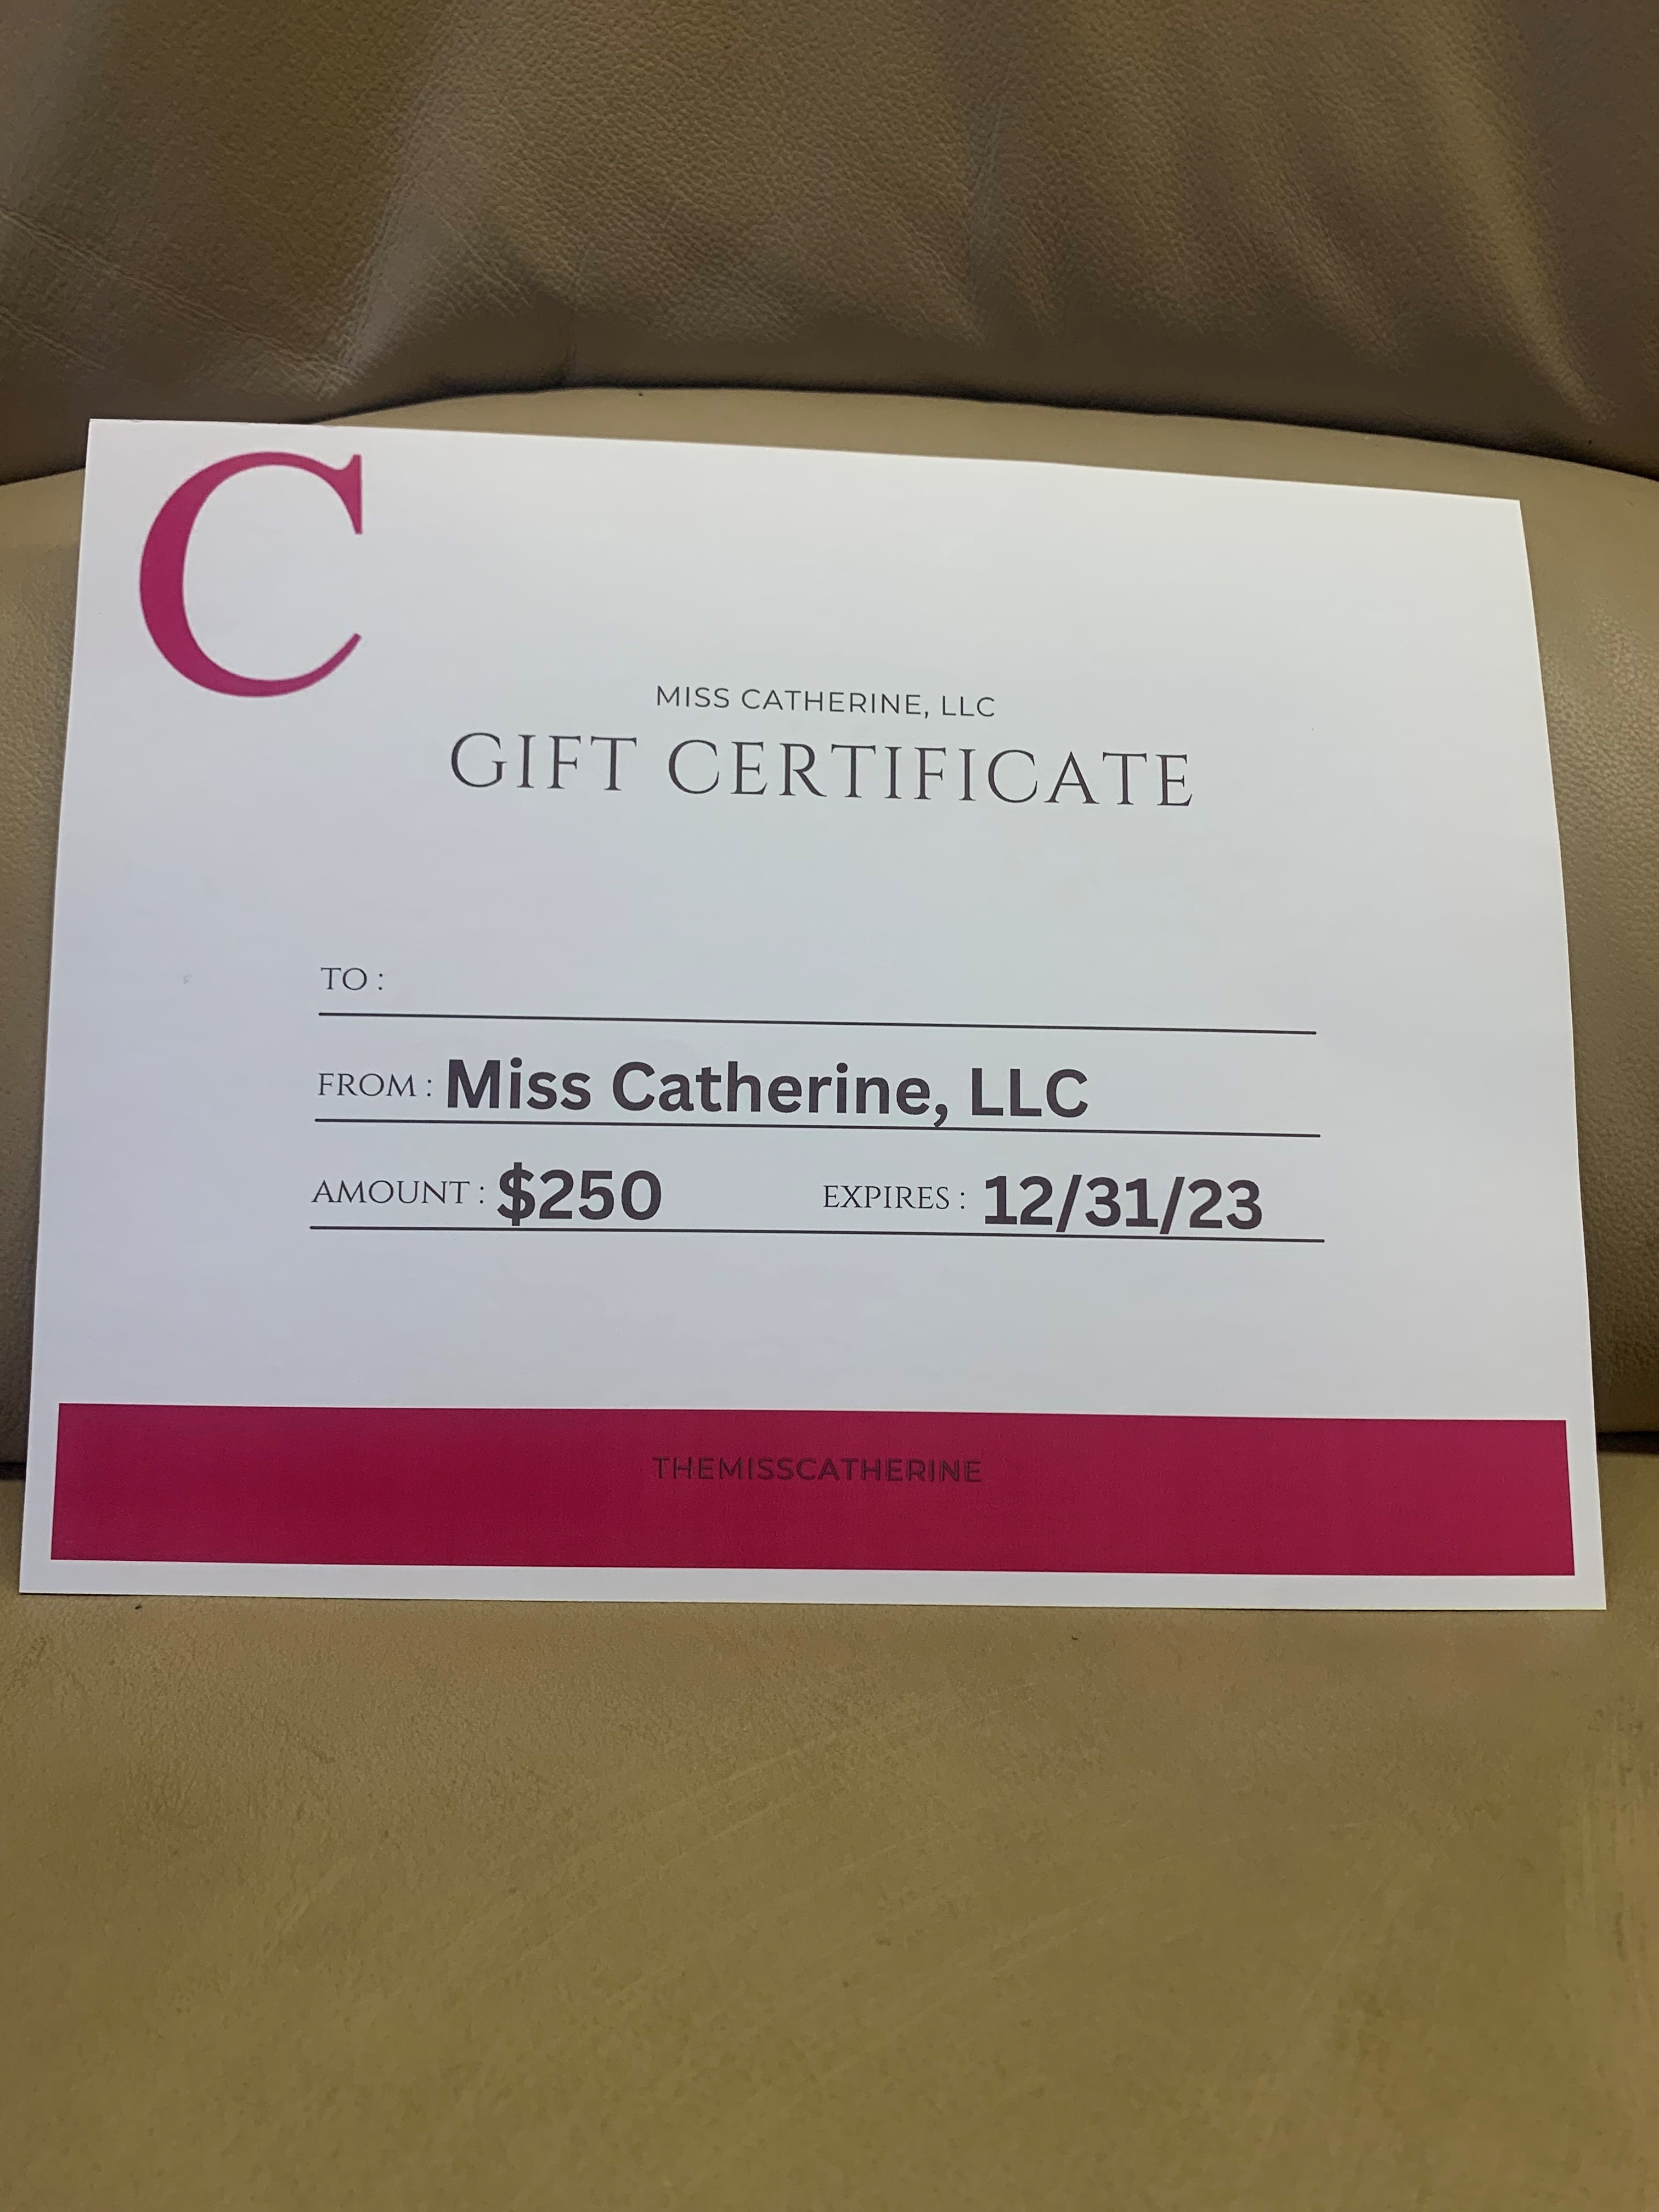 C
MISS CATHERINE, LLC
GIFT CERTIFICATE
TO :
FROM : Miss Catherine, LLC
AMOUNT : $250 EXPIRES : 12/31/23
THEMISSCATHERINE